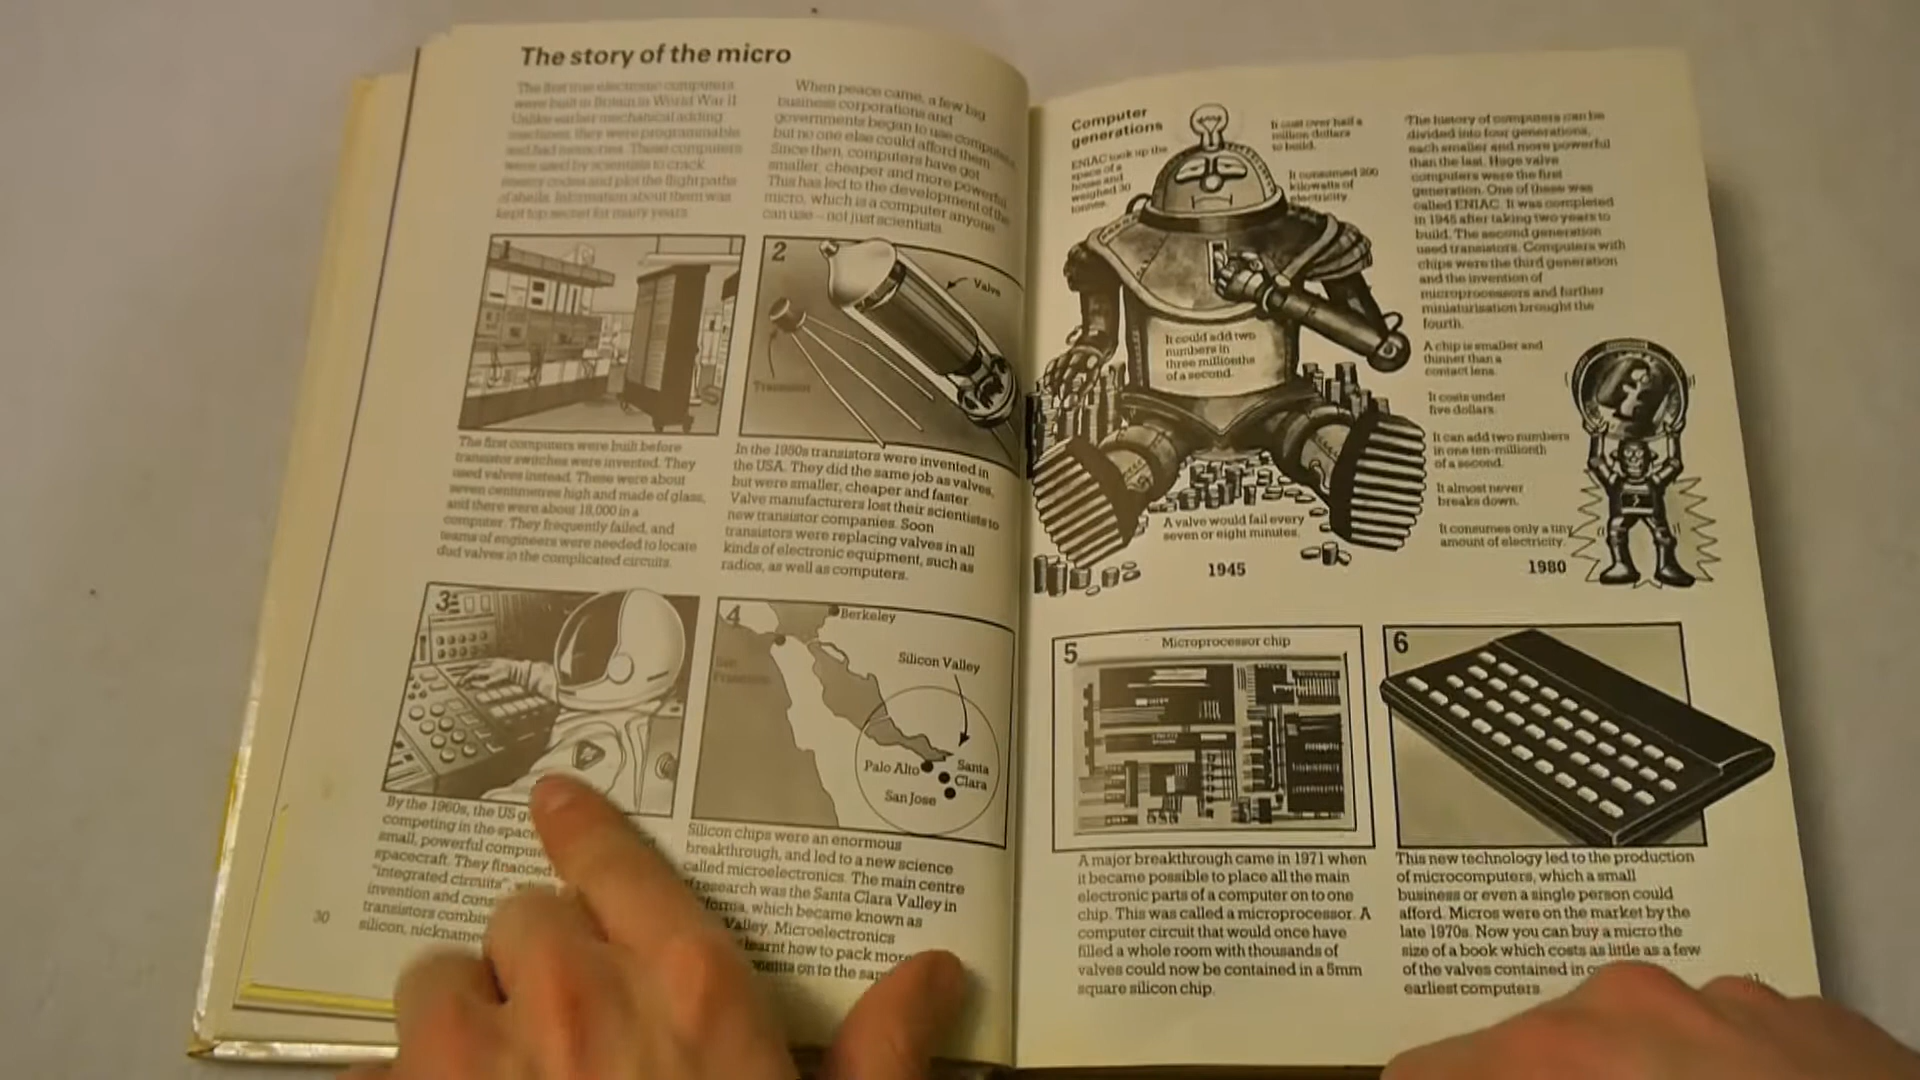 The story of the micro
The first true electronic computers
were built in Britain in World War II.
Unlike earlier mechanical adding
machines, they were programmable
and had memories. These computers
were used by scientists to crack
enemy codes and plot the flight paths
of shells. Information about them was
kept top secret for many years.
When peace came, a few big
business corporations and
governments began to use computers
but no one else could afford them.
Since then, computers have got
smaller, cheaper and more powerful.
This has led to the development of the
micro, which is a computer anyone
can use – not just scientists.
2
Valve
Transistor
The first computers were built before
transistor switches were invented. They
used valves instead. These were about
seven centimetres high and made of glass,
and there were about 18,000 in a
computer. They frequently failed, and
teams of engineers were needed to locate
dud valves in the complicated circuits.
In the 1950s transistors were invented in
the USA. They did the same job as valves,
but were smaller, cheaper and faster.
Valve manufacturers lost their scientists to
new transistor companies. Soon
transistors were replacing valves in all
kinds of electronic equipment, such as
radios, as well as computers.
3
4
Berkeley
San
Francisco
Silicon Valley
Palo Alto
Santa
Clara
San Jose
By the 1960s, the US
competing in the space
small, powerful
spacecraft. They financed
"integrated circuits",
invention and
transistors
silicon,
Silicon chips were an enormous
breakthrough, and led to a new science
called microelectronics. The main centre
of research was the Santa Clara Valley in
which became known as
Valley. Microelectronics
learnt how to pack more
on to the
30
Computer
generations
ENIAC took up the
space of a
house and
weighed 30
tonnes.
It cost over half a
million dollars
to build.
It consumed 200
kilowatts of
electricity.
It could add two
numbers in
three millionths
of a second.
A valve would fail every
seven or eight minutes.
1945
The history of computers can be
divided into four generations,
each smaller and more powerful
than the last. Huge valve
computers were the first
generation. One of these was
called ENIAC. It was completed
in 1945 after taking two years to
build. The second generation
used transistors. Computers with
chips were the third generation
and the invention of
microprocessors and further
miniaturisation brought the
fourth.
A chip is smaller and
thinner than a
contact lens.
It costs under
five dollars.
It can add two numbers
in one ten-millionth
of a second.
It almost never
breaks down.
It consumes only a tiny
amount of electricity.
1980
5
Microprocessor chip
A major breakthrough came in 1971 when
it became possible to place all the main
electronic parts of a computer on to one
chip. This was called a microprocessor. A
computer circuit that would once have
filled a whole room with thousands of
valves could now be contained in a 5mm
square silicon chip.
6
This new technology led to the production
of microcomputers, which a small
business or even a single person could
afford. Micros were on the market by the
late 1970s. Now you can buy a micro the
size of a book which costs as little as a few
of the valves contained in
earliest computers.
31